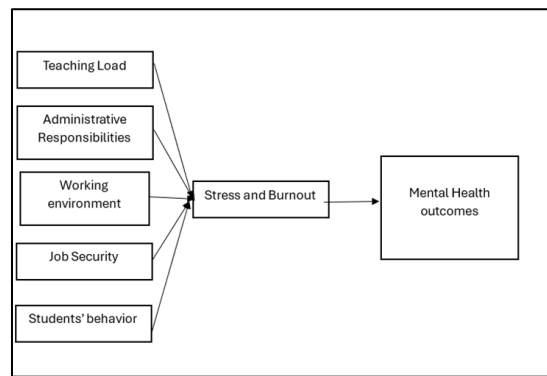 Teaching Load
Administrative
Responsibilities
Working
environment
Job Security
Students’ behavior
Stress and Burnout
Mental Health
outcomes